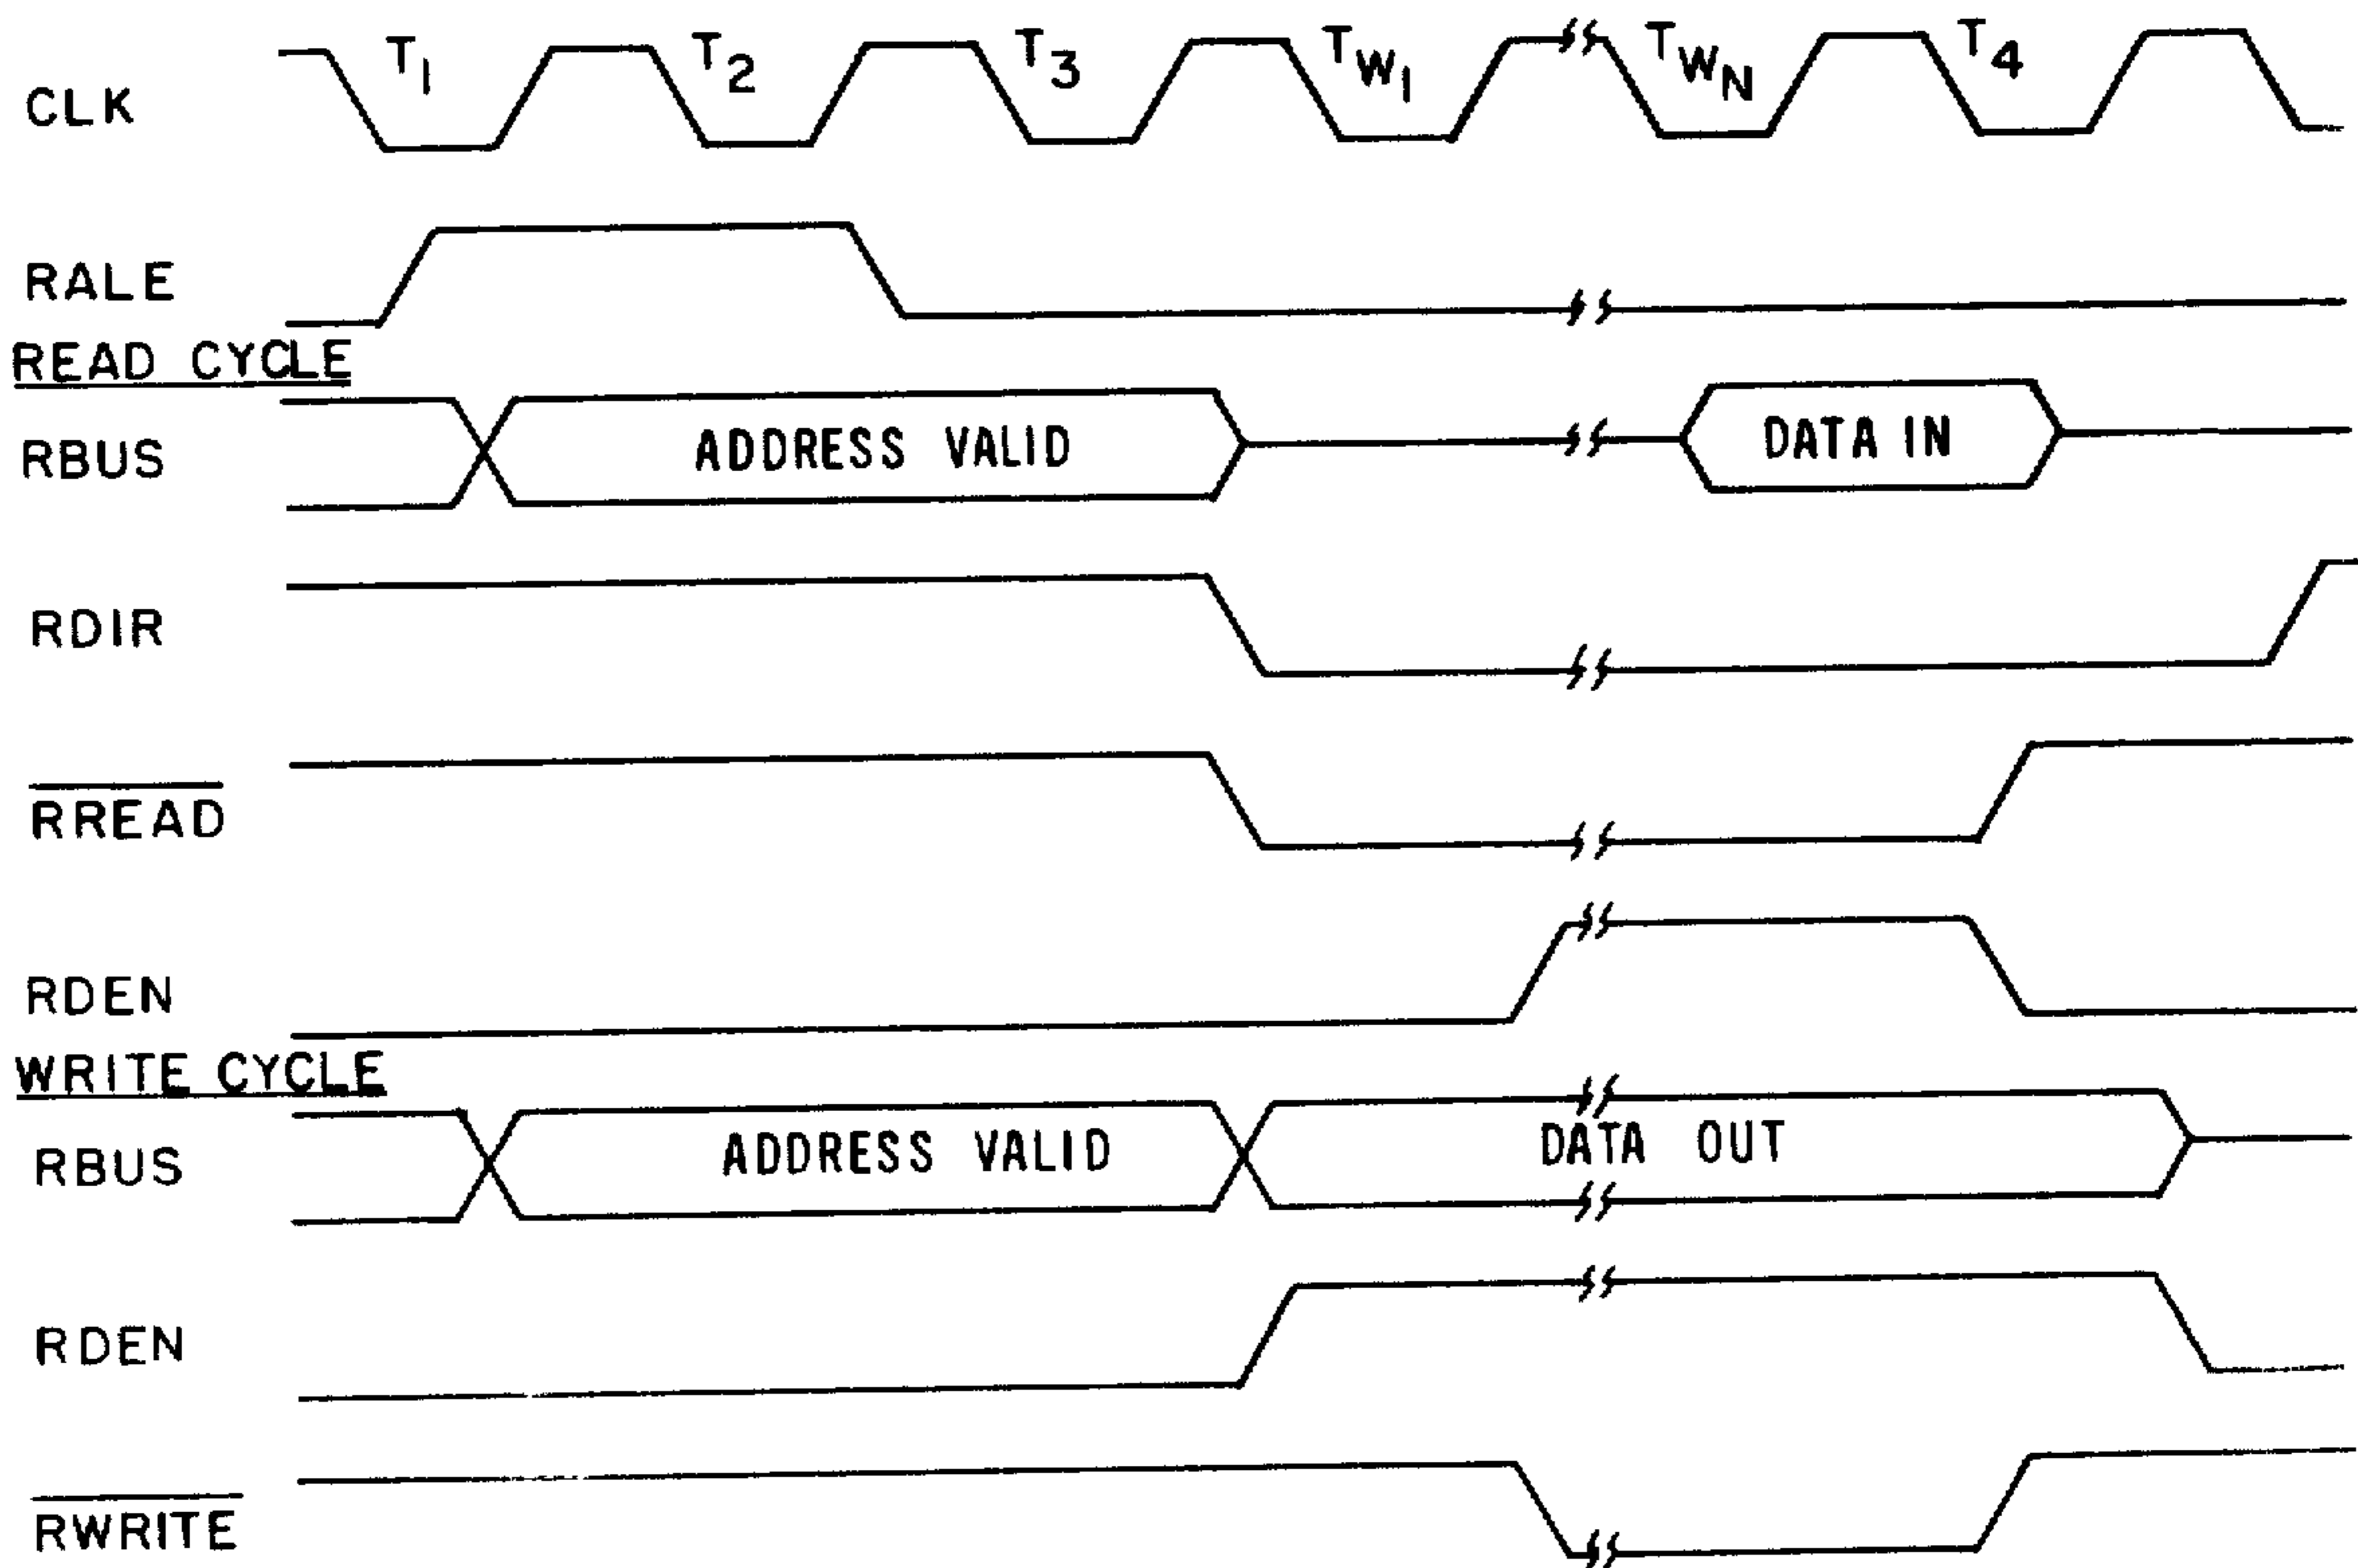 CLK T1 T2 T3 TW1 TWN T4
RALE
READ CYCLE
RBUS ADDRESS VALID DATA IN
RDIR
RREAD
RDEN
WRITE CYCLE
RBUS ADDRESS VALID DATA OUT
RDEN
RWRITE